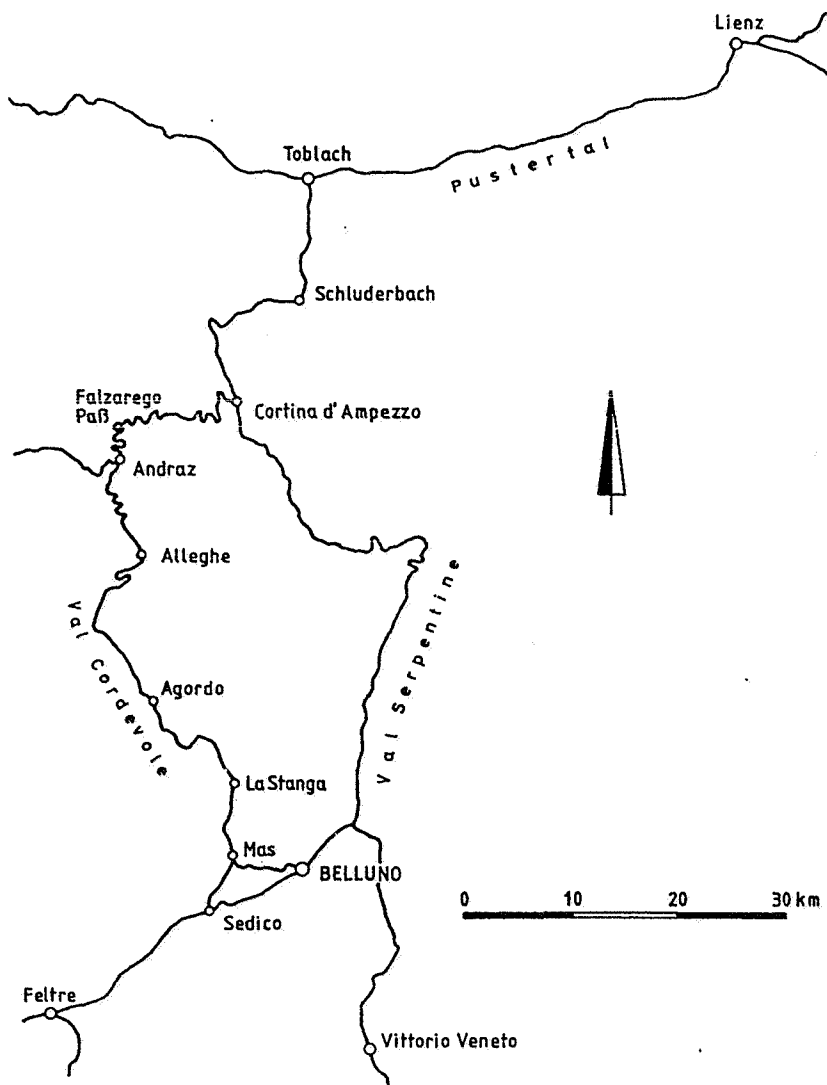 Lienz
Toblach
Pustertal
Schluderbach
Falzarego
Paß
Cortina d'Ampezzo
Andraz
Alleghe
Val Serpentine
Val Cordevole
Agordo
La Stanga
Mas
BELLUNO
0 10 20 30 km
Sedico
Feltre
Vittorio Veneto